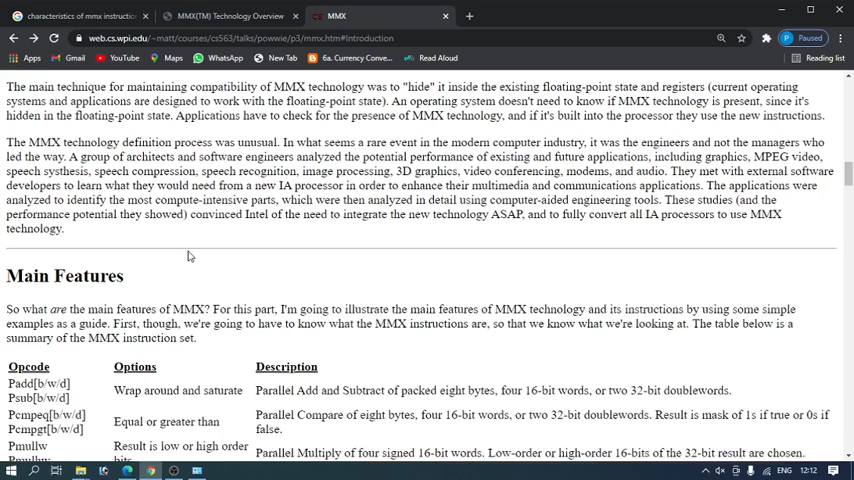 characteristics of mmx instruction
MMX(TM) Technology Overview
MMX
web.cs.wpi.edu/~matt/courses/cs563/talks/powwie/p3/mmx.htm#Introduction
Paused
Apps
Gmail
YouTube
Maps
WhatsApp
New Tab
6a. Currency Conve...
Read Aloud
Reading list
The main technique for maintaining compatibility of MMX technology was to "hide" it inside the existing floating-point state and registers (current operating
systems and applications are designed to work with the floating-point state). An operating system doesn't need to know if MMX technology is present, since it's
hidden in the floating-point state. Applications have to check for the presence of MMX technology, and if it's built into the processor they use the new instructions.
The MMX technology definition process was unusual. In what seems a rare event in the modern computer industry, it was the engineers and not the managers who
led the way. A group of architects and software engineers analyzed the potential performance of existing and future applications, including graphics, MPEG video,
speech systhesis, speech compression, speech recognition, image processing, 3D graphics, video conferencing, modems, and audio. They met with external software
developers to learn what they would need from a new IA processor in order to enhance their multimedia and communications applications. The applications were
analyzed to identify the most compute-intensive parts, which were then analyzed in detail using computer-aided engineering tools. These studies (and the
performance potential they showed) convinced Intel of the need to integrate the new technology ASAP, and to fully convert all IA processors to use MMX
technology.
Main Features
So what are the main features of MMX? For this part, I'm going to illustrate the main features of MMX technology and its instructions by using some simple
examples as a guide. First, though, we're going to have to know what the MMX instructions are, so that we know what we're looking at. The table below is a
summary of the MMX instruction set.
Opcode Options Description
Padd[b/w/d]
Psub[b/w/d]
Wrap around and saturate
Parallel Add and Subtract of packed eight bytes, four 16-bit words, or two 32-bit doublewords.
Pcmpeq[b/w/d]
Pcmpgt[b/w/d]
Equal or greater than
Parallel Compare of eight bytes, four 16-bit words, or two 32-bit doublewords. Result is mask of 1s if true or 0s if
false.
Pmullw
Result is low or high order
bits
Parallel Multiply of four signed 16-bit words. Low-order or high-order 16-bits of the 32-bit result are chosen.
ENG
12:12